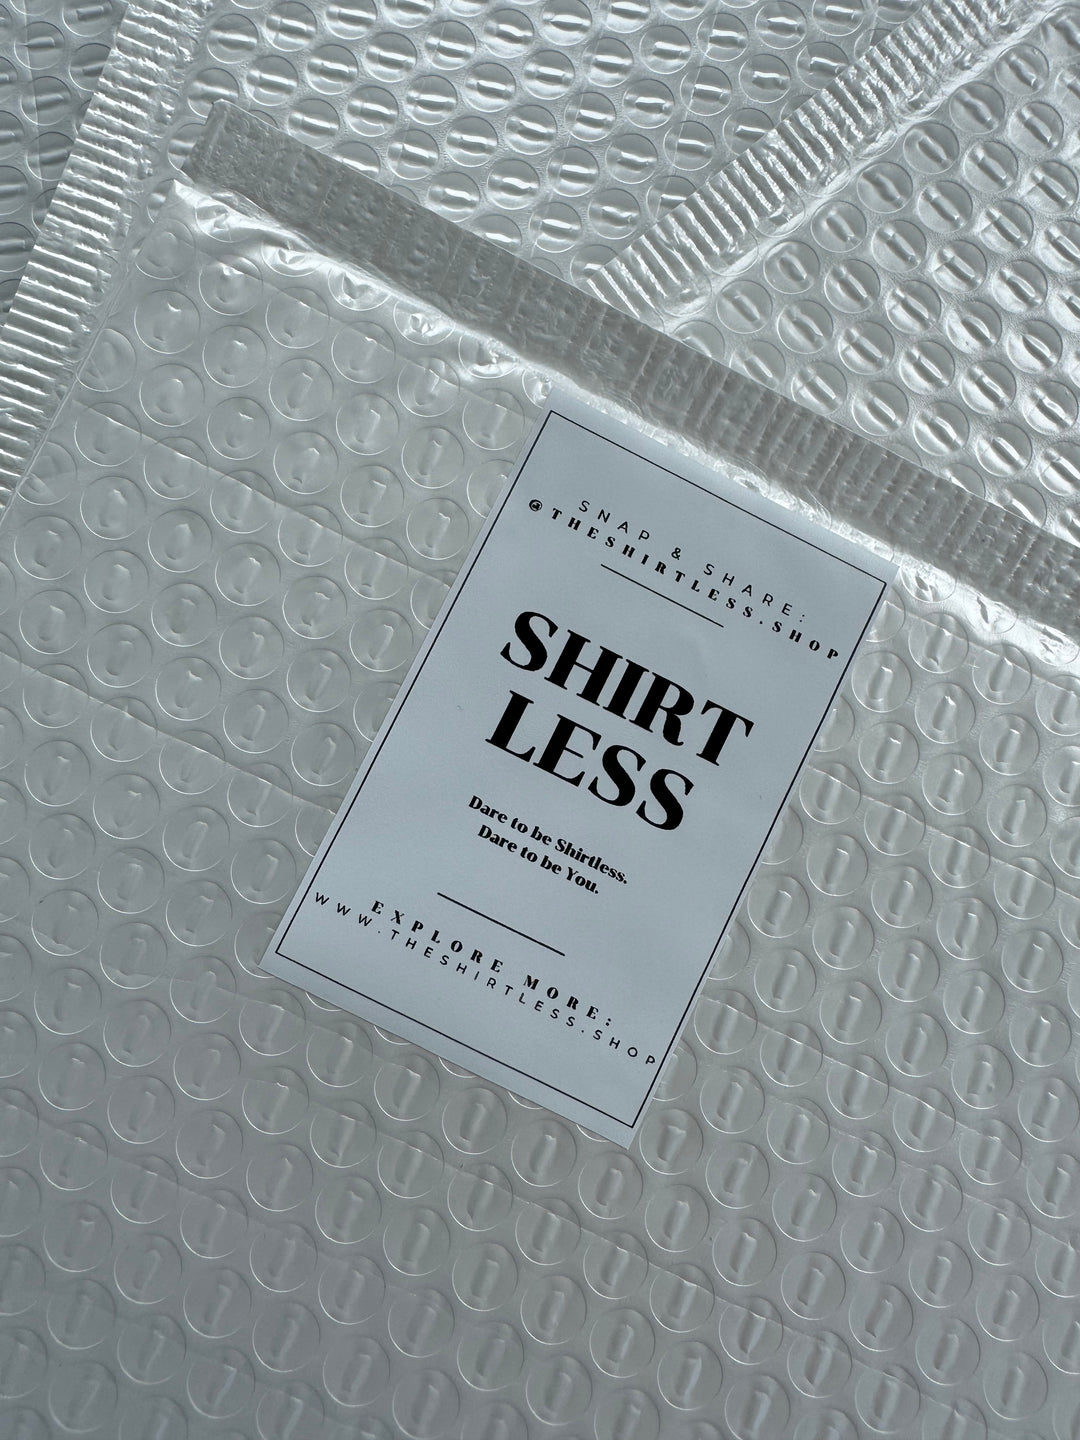 SNAP & SHARE:
@THESHIRTLESS.SHOP
SHIRT
LESS
Dare to be Shirtless.
Dare to be You.
EXPLORE MORE:
WWW.THESHIRTLESS.SHOP